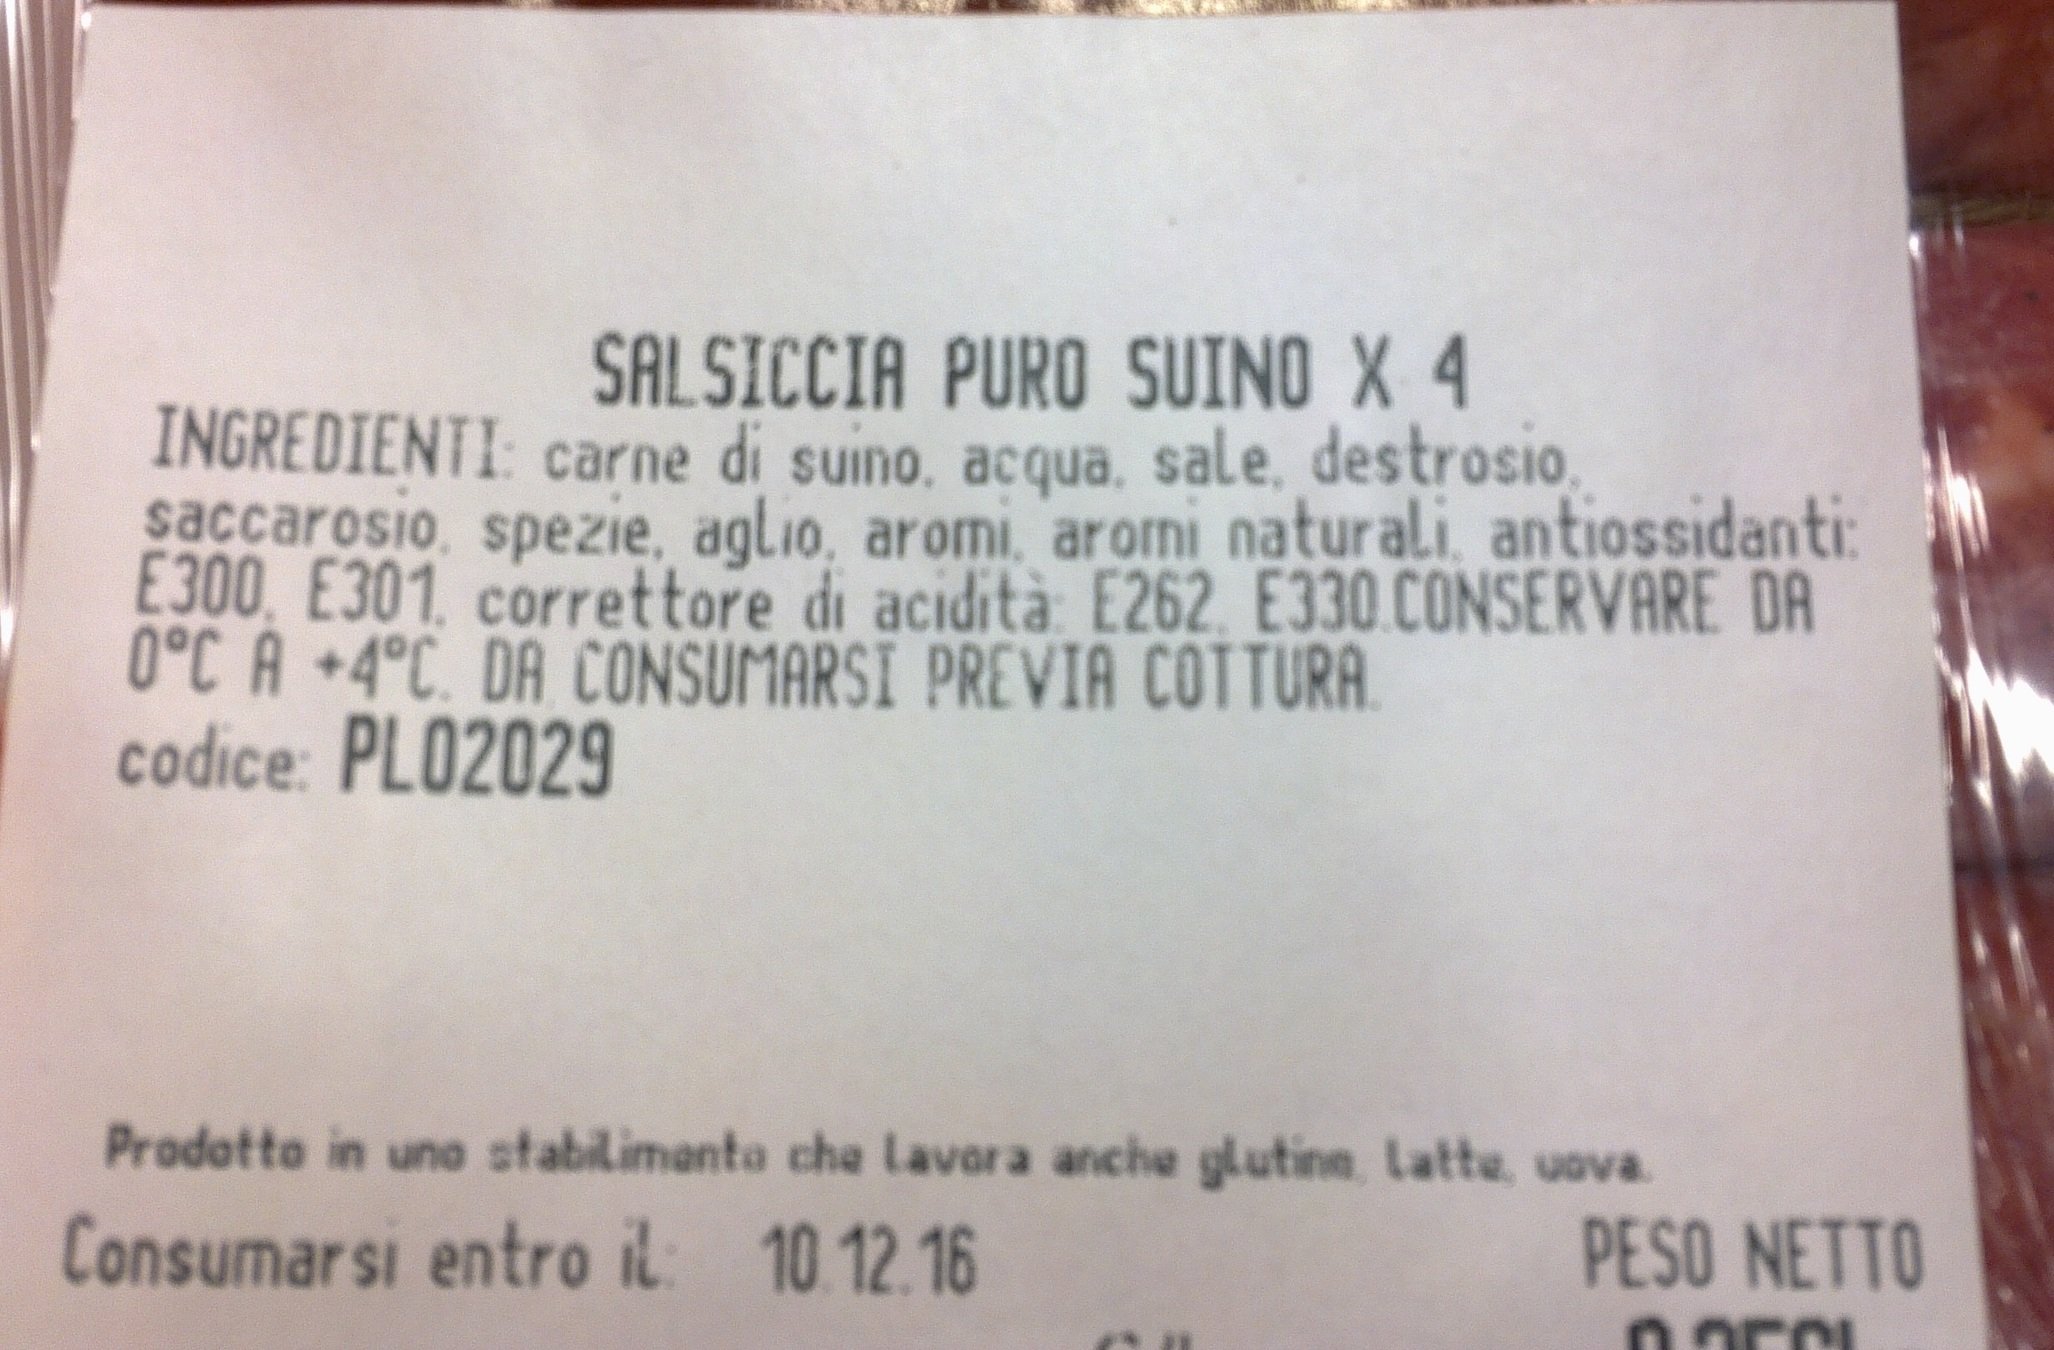 SALSICCIA PURO SUINO X 4
INGREDIENTI: carne di suino, acqua, sale, destrosio,
saccarosio, spezie, aglio, aromi, aromi naturali, antiossidanti:
E300, E301, correttore di acidità: E262, E330.CONSERVARE DA
0°C A +4°C. DA CONSUMARSI PREVIA COTTURA.
codice: PL02029
Prodotto in uno stabilimento che lavora anche glutine, latte, uova.
Consumarsi entro il: 10.12.16
PESO NETTO